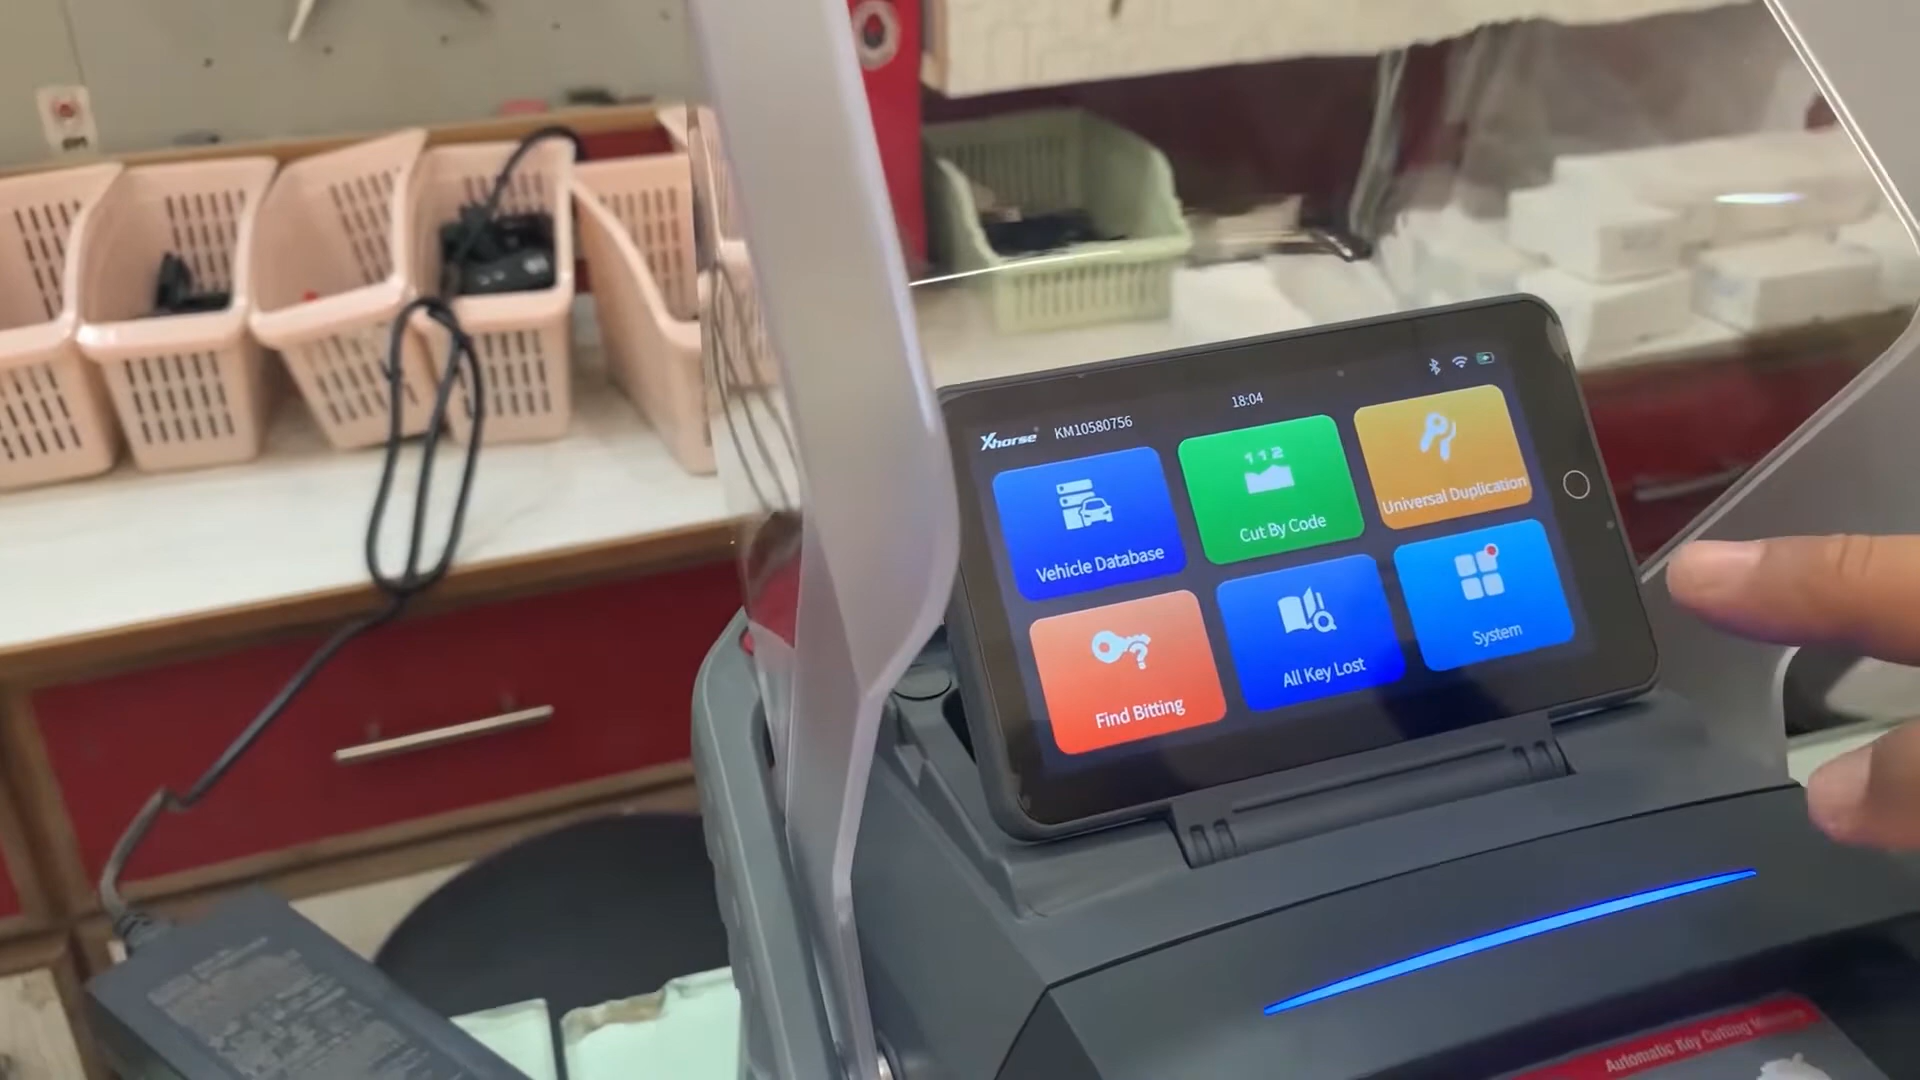 Xhorse
KM10580756
18:04
Vehicle Database
112
Cut By Code
Universal Duplication
Find Bitting
All Key Lost
System
Automatic Key Cutting Machine